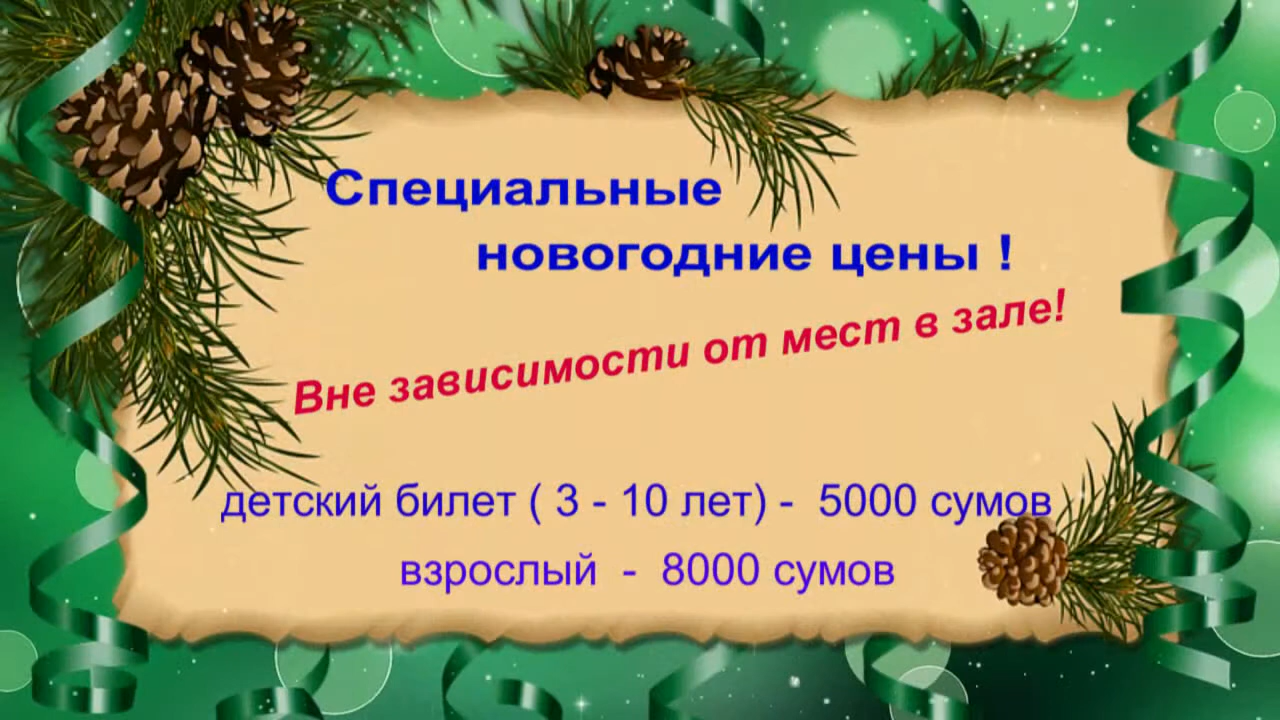 Специальные
новогодние цены !
Вне зависимости от мест в зале!
детский билет ( 3 - 10 лет) - 5000 сумов
взрослый - 8000 сумов